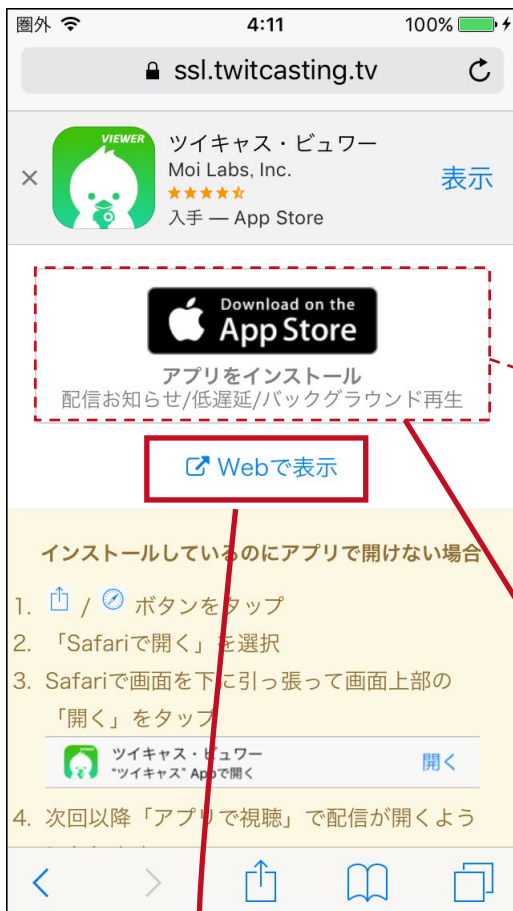 圏外 4:11 100%
ssl.twitcasting.tv
VIEWER
ツイキャス・ビュワー
Moi Labs, Inc.
入手 — App Store
表示
Download on the
App Store
アプリをインストール
配信お知らせ/低遅延/バックグラウンド再生
Webで表示
インストールしているのにアプリで開けない場合
1. / ボタンをタップ
2. 「Safariで開く」を選択
3. Safariで画面を下に引っ張って画面上部の
「開く」をタップ
ツイキャス・ビュワー
"ツイキャス" Appで開く
開く
4. 次回以降「アプリで視聴」で配信が開くよう